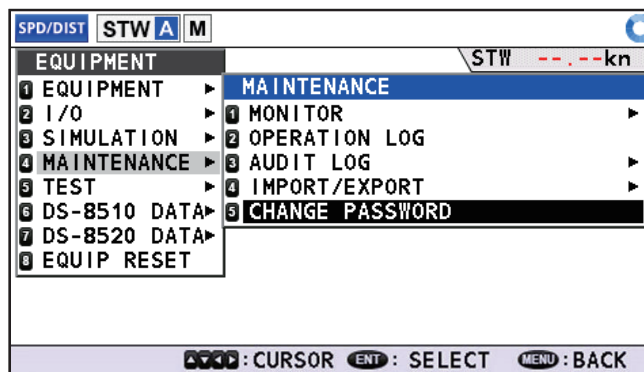 SPD/DIST STW A M
STW --.--kn
EQUIPMENT
1 EQUIPMENT ▶
2 I/O ▶
3 SIMULATION ▶
4 MAINTENANCE ▶
5 TEST ▶
6 DS-8510 DATA▶
7 DS-8520 DATA▶
8 EQUIP RESET
MAINTENANCE
1 MONITOR ▶
2 OPERATION LOG
3 AUDIT LOG ▶
4 IMPORT/EXPORT ▶
5 CHANGE PASSWORD
▲▼◀▶:CURSOR ENT: SELECT MENU:BACK